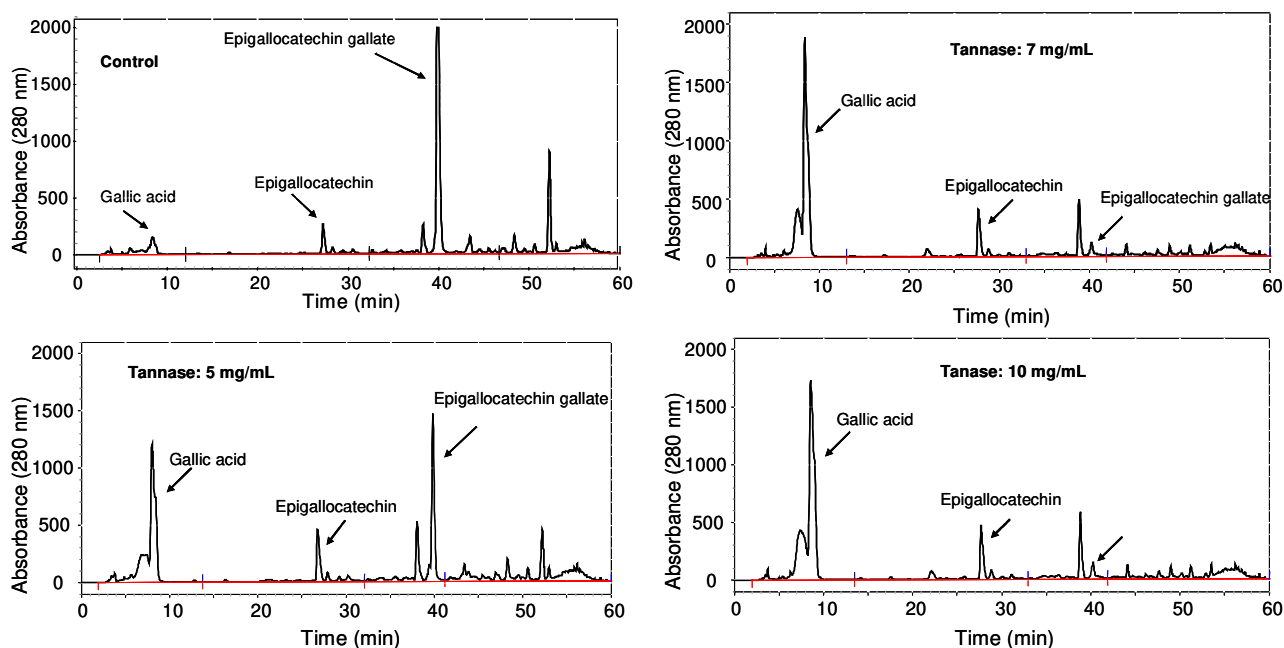 Control
Epigallocatechin gallate
Epigallocatechin
Gallic acid
Absorbance (280 nm)
2000
1500
1000
500
0
0 10 20 30 40 50 60
Time (min)
Tannase: 7 mg/mL
Gallic acid
Epigallocatechin
Epigallocatechin gallate
Absorbance (280 nm)
2000
1500
1000
500
0
0 10 20 30 40 50 60
Time (min)
Tannase: 5 mg/mL
Epigallocatechin gallate
Gallic acid
Epigallocatechin
Absorbance (280 nm)
2000
1500
1000
500
0
0 10 20 30 40 50 60
Time (min)
Tanase: 10 mg/mL
Gallic acid
Epigallocatechin
Absorbance (280 nm)
2000
1500
1000
500
0
0 10 20 30 40 50 60
Time (min)